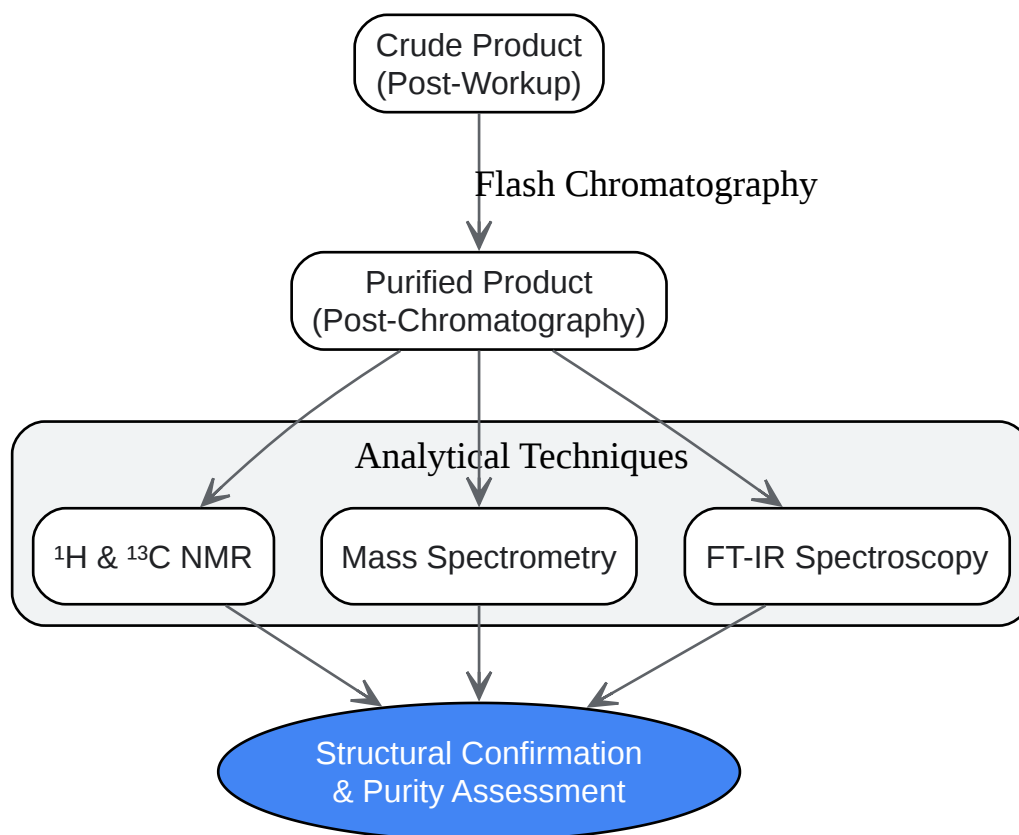 Crude Product
(Post-Workup)
Flash Chromatography
Purified Product
(Post-Chromatography)
Analytical Techniques
¹H & ¹³C NMR
Mass Spectrometry
FT-IR Spectroscopy
Structural Confirmation
& Purity Assessment